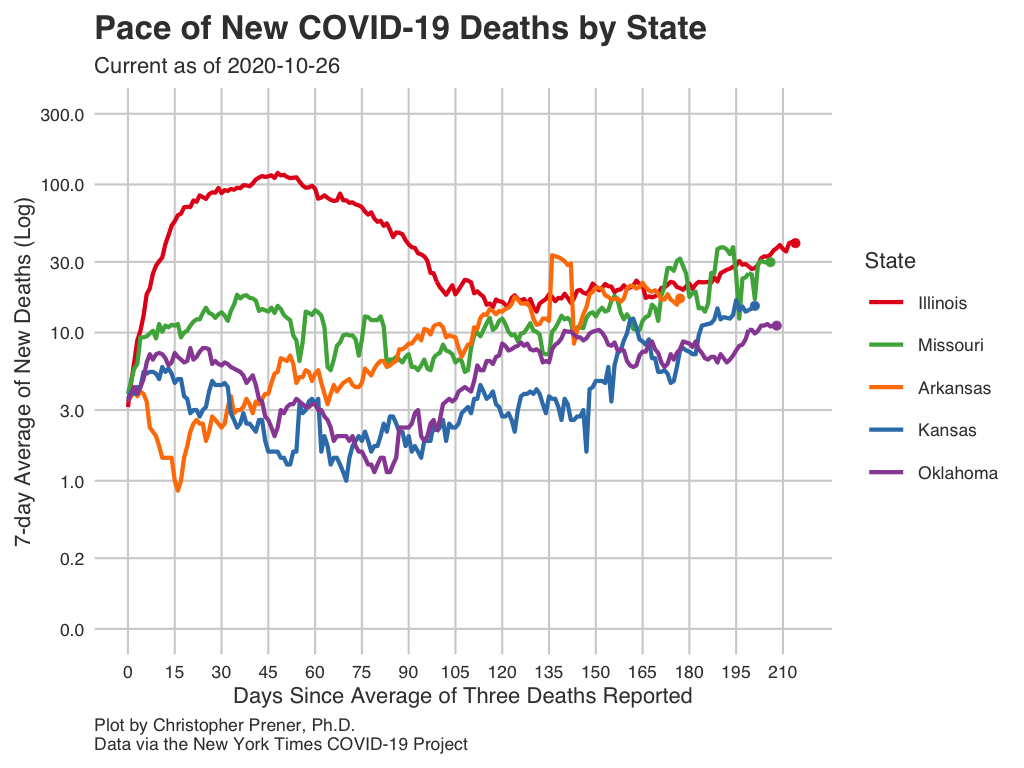 Pace of New COVID-19 Deaths by State
Current as of 2020-10-26
300.0
100.0
30.0
10.0
3.0
1.0
0.2
0.0
7-day Average of New Deaths (Log)
0 15 30 45 60 75 90 105 120 135 150 165 180 195 210
Days Since Average of Three Deaths Reported
State
Illinois
Missouri
Arkansas
Kansas
Oklahoma
Plot by Christopher Prener, Ph.D.
Data via the New York Times COVID-19 Project